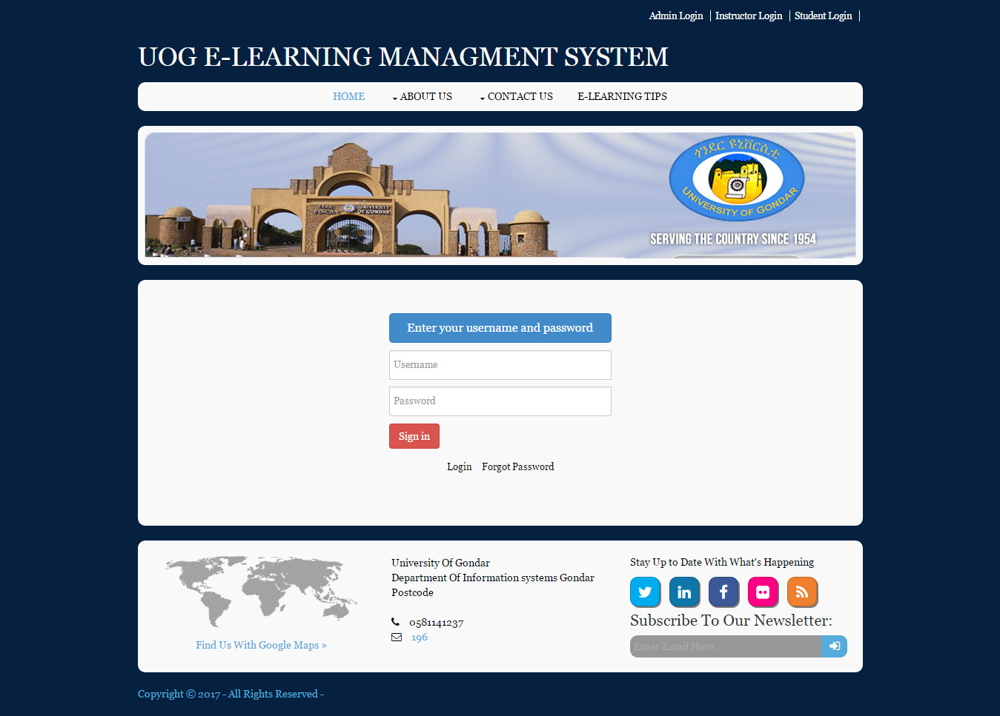 Admin Login | Instructor Login | Student Login |
UOG E-LEARNING MANAGMENT SYSTEM
HOME ABOUT US CONTACT US E-LEARNING TIPS
ጎንደር ዩኒቨርሲቲ
UNIVERSITY OF GONDAR
UNIVERSITY
OF GONDAR
SERVING THE COUNTRY SINCE 1954
Enter your username and password
Username
Password
Sign in
Login Forgot Password
Find Us With Google Maps »
University Of Gondar
Department Of Information systems Gondar
Postcode
0581141237
196
Stay Up to Date With What's Happening
Subscribe To Our Newsletter:
Enter Email Here...
Copyright © 2017 - All Rights Reserved -